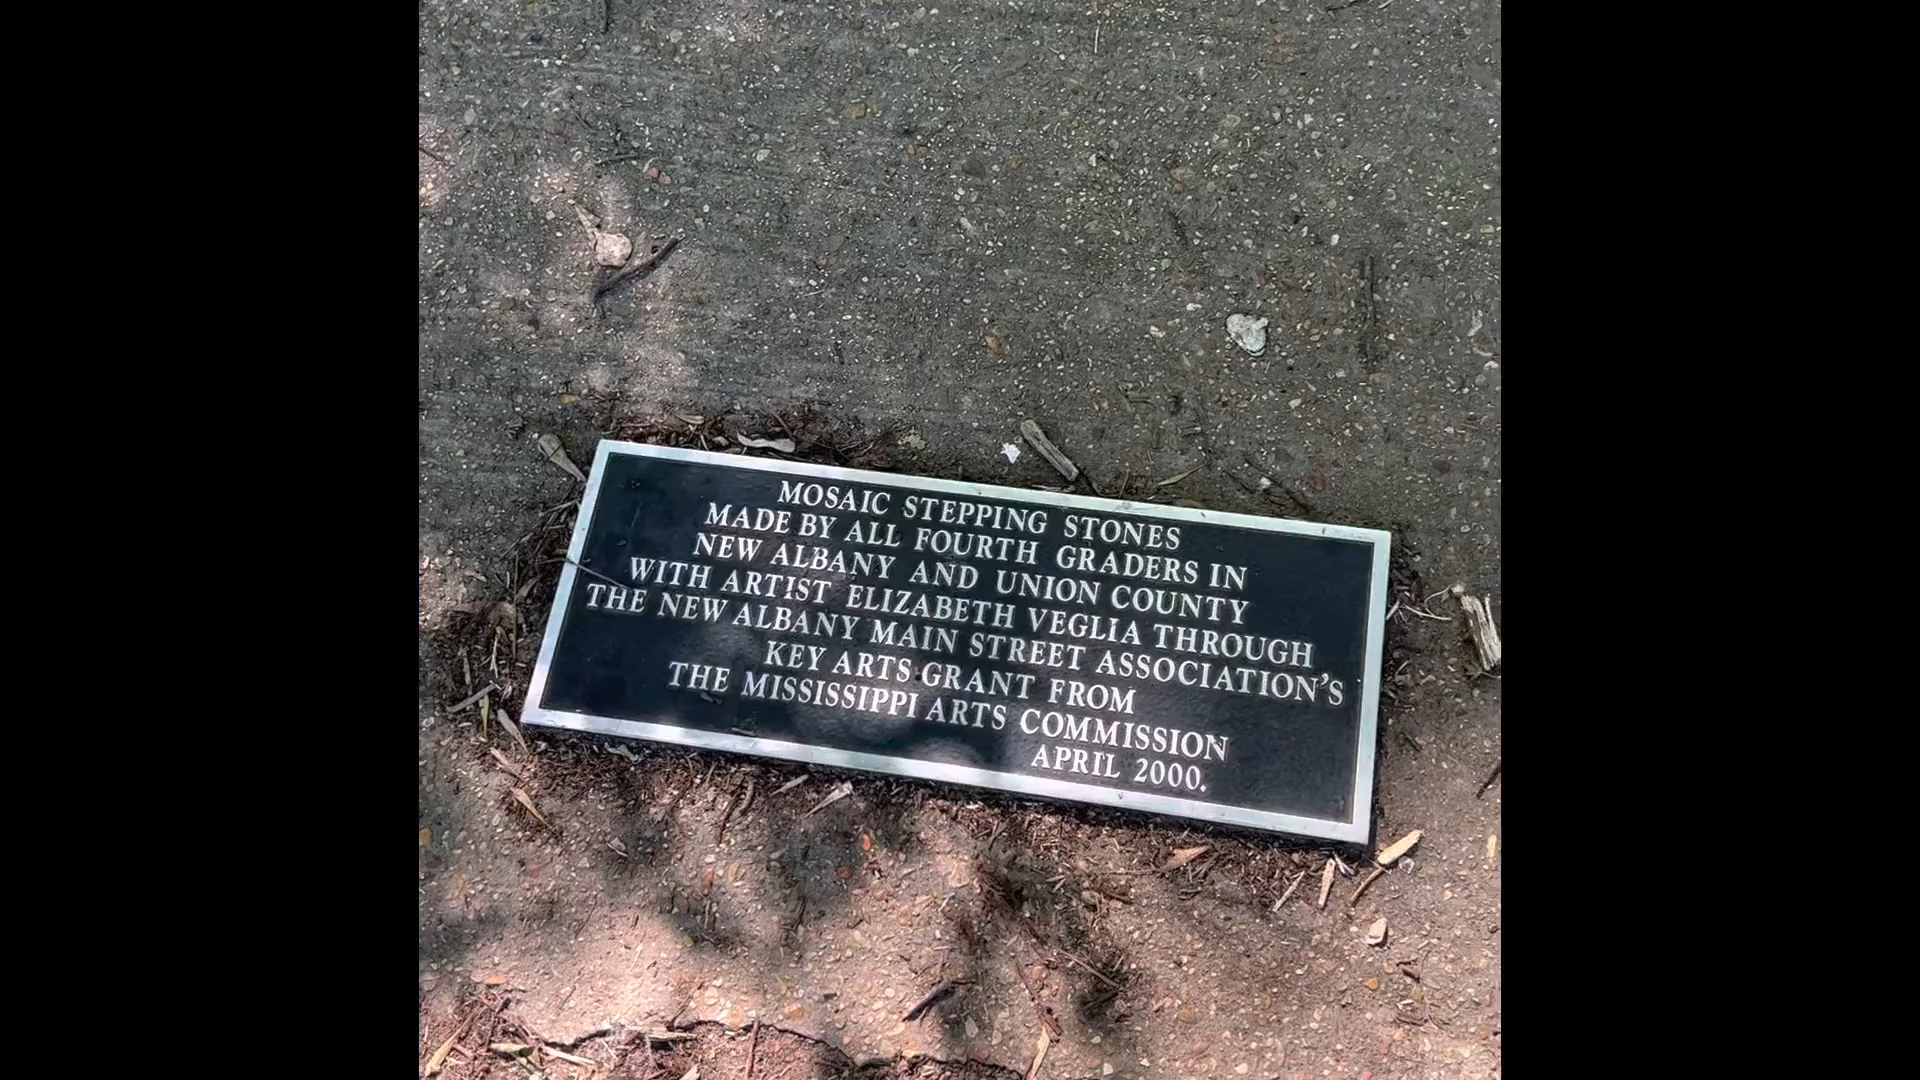 MOSAIC STEPPING STONES
MADE BY ALL FOURTH GRADERS IN
NEW ALBANY AND UNION COUNTY
WITH ARTIST ELIZABETH VEGLIA THROUGH
THE NEW ALBANY MAIN STREET ASSOCIATION'S
KEY ARTS GRANT FROM
THE MISSISSIPPI ARTS COMMISSION
APRIL 2000.